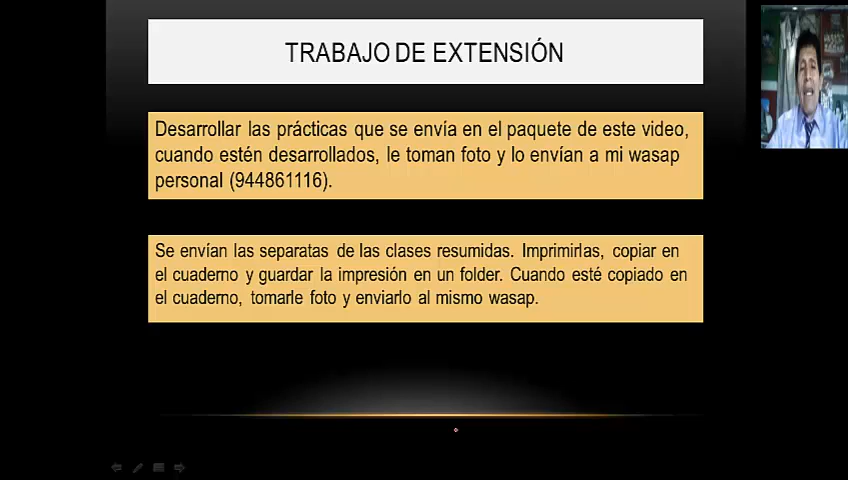 TRABAJO DE EXTENSIÓN
Desarrollar las prácticas que se envía en el paquete de este video,
cuando estén desarrollados, le toman foto y lo envían a mi wasap
personal (944861116).
Se envían las separatas de las clases resumidas. Imprimirlas, copiar en
el cuaderno y guardar la impresión en un folder. Cuando esté copiado en
el cuaderno, tomarle foto y enviarlo al mismo wasap.